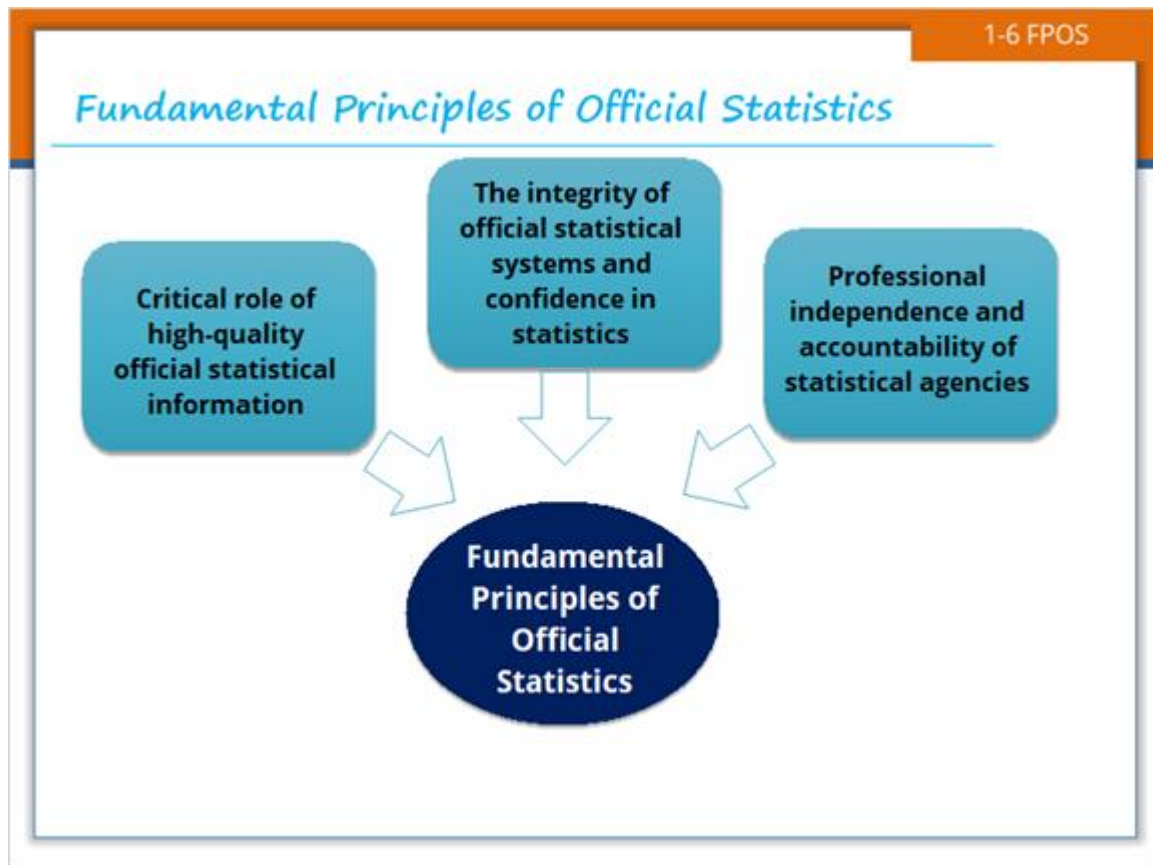 1-6 FPOS
Fundamental Principles of Official Statistics
Critical role of
high-quality
official statistical
information
The integrity of
official statistical
systems and
confidence in
statistics
Professional
independence and
accountability of
statistical agencies
Fundamental
Principles of
Official
Statistics